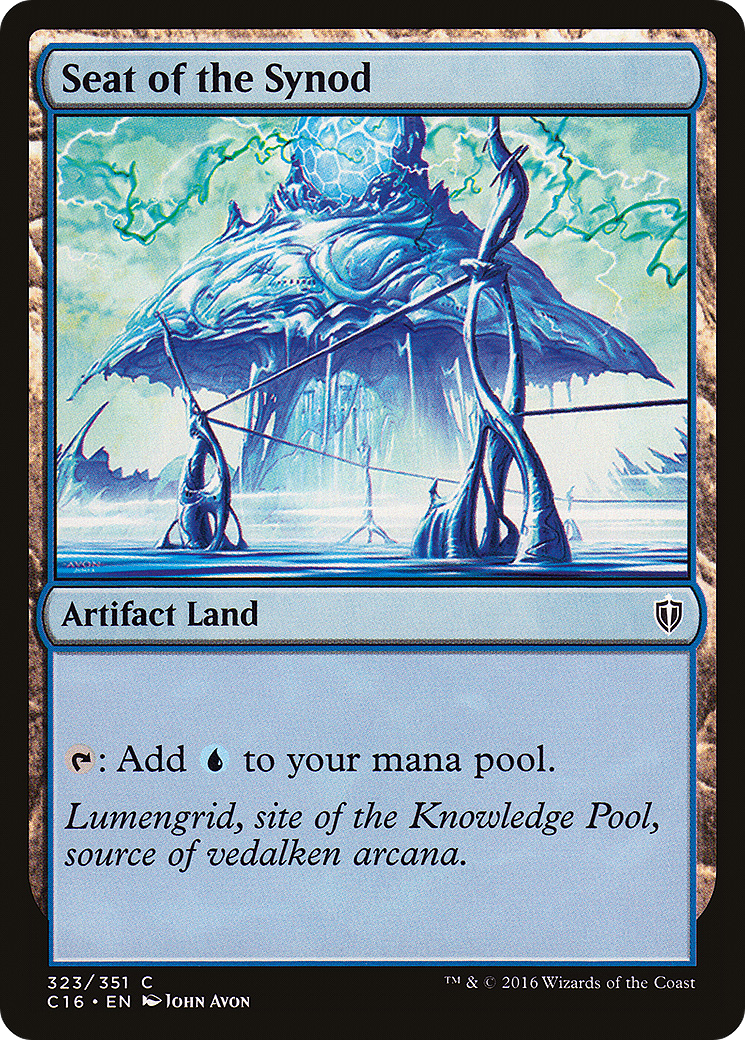 Seat of the Synod
AVON
Artifact Land
: Add to your mana pool.
Lumengrid, site of the Knowledge Pool,
source of vedalken arcana.
323/351 C
™ & © 2016 Wizards of the Coast
C16 • EN John Avon